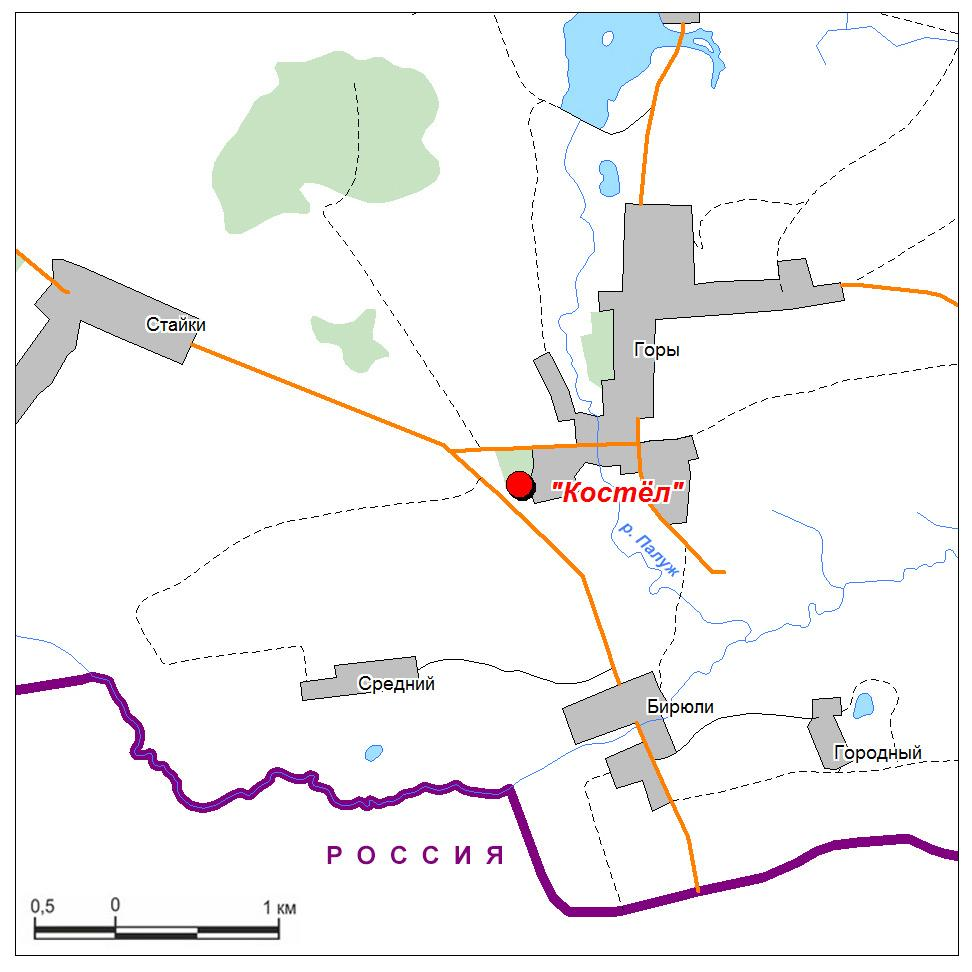 Стайки
Горы
"Костёл"
р. Палуж
Средний
Бирюли
Городный
РОССИЯ
0,5 0 1 км